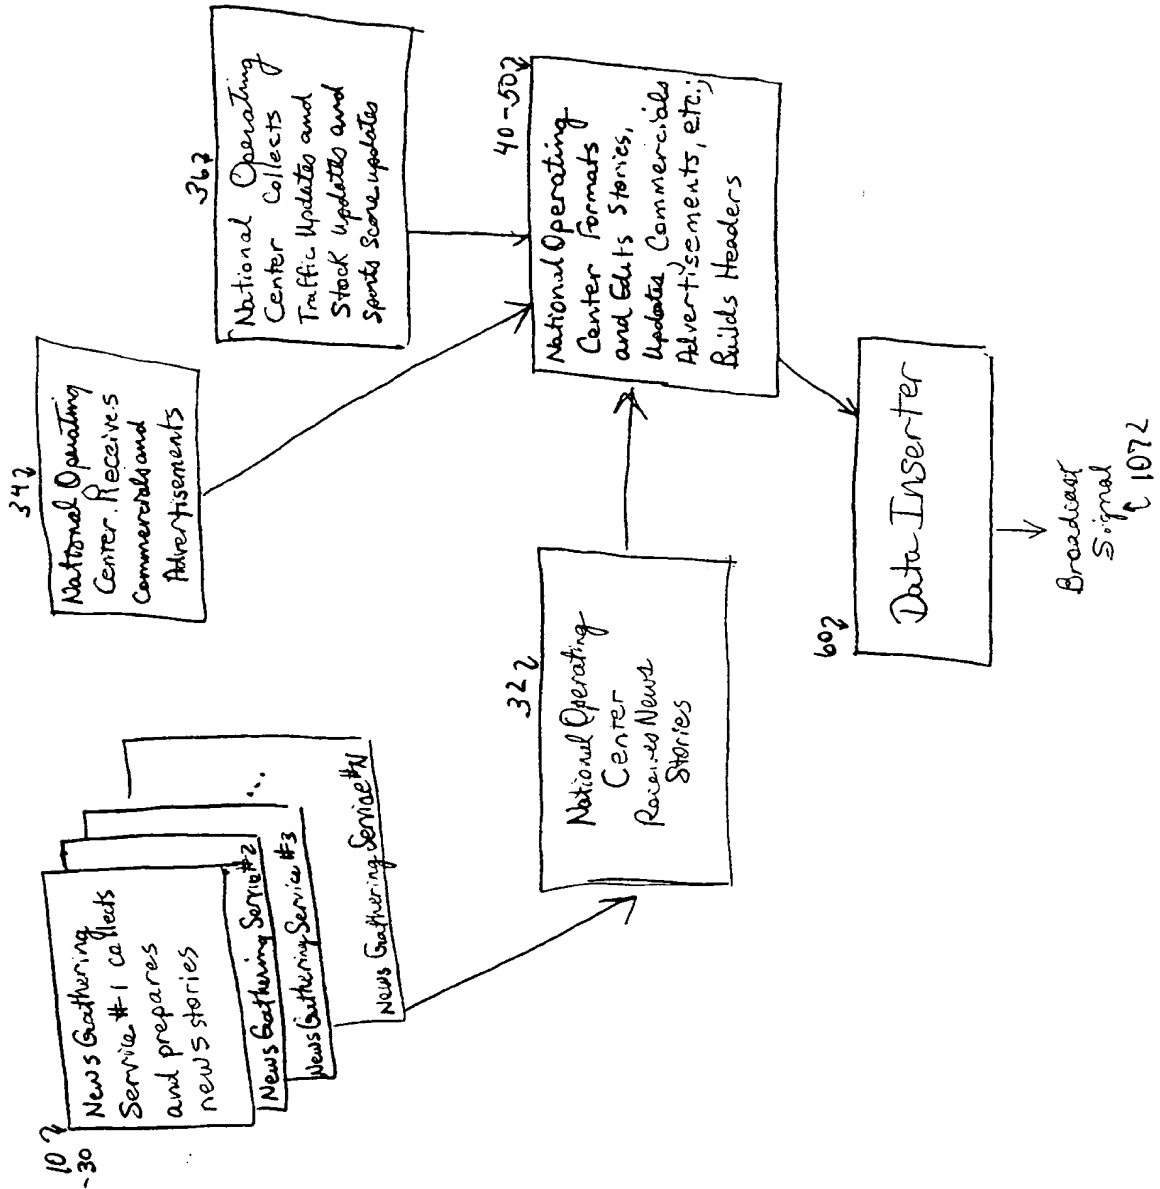 10
-30
News Gathering
Service #1 collects
and prepares
news stories
News Gathering Service #2
News Gathering Service #3
...
News Gathering Service #N
34
National Operating
Center Receives
Commercials and
Advertisements
36
National Operating
Center Collects
Traffic Updates and
Stock Updates and
Sports Score updates
32
National Operating
Center
Receives News
Stories
40-50
National Operating
Center Formats
and Edits Stories,
Updates, Commercials
Advertisements, etc.;
Builds Headers
60
Data Inserter
Broadcast
Signal
107